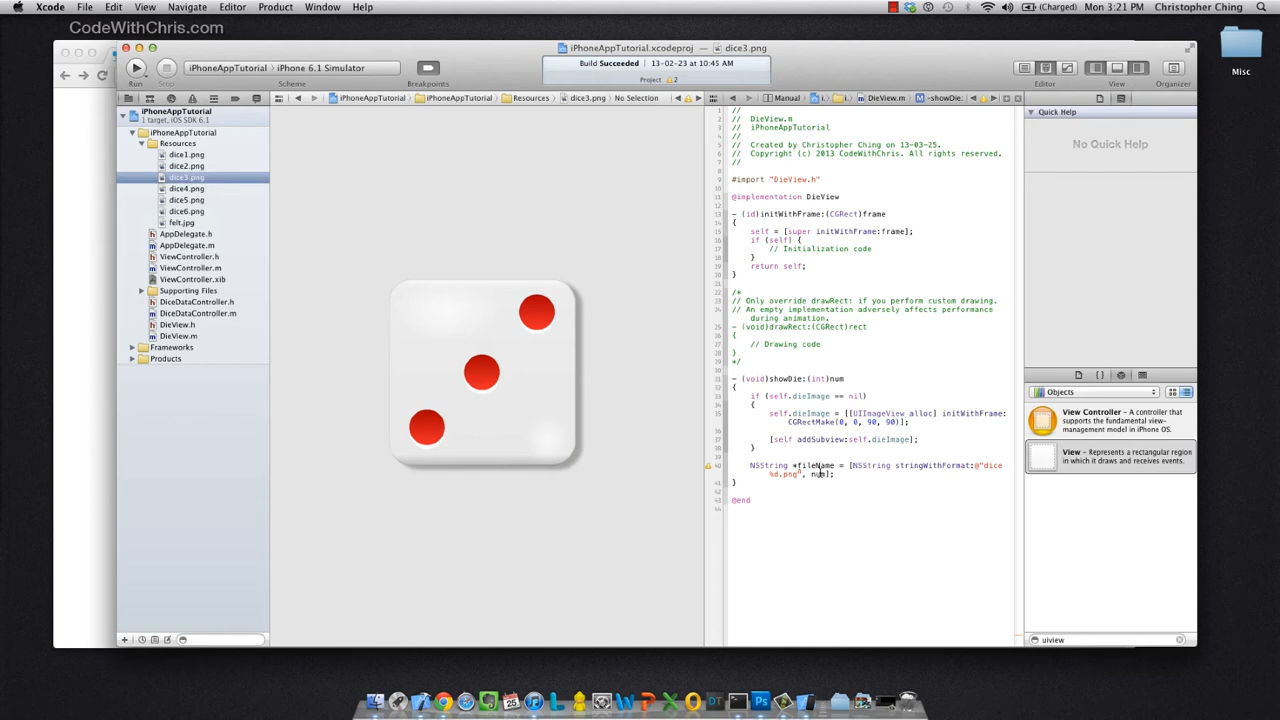 Xcode File Edit View Navigate Editor Product Window Help (Charged) Mon 3:21 PM Christopher Ching
CodeWithChris.com
iPhoneAppTutorial.xcodeproj — dice3.png
Run Stop iPhoneAppTutorial iPhone 6.1 Simulator Scheme Breakpoints
Build Succeeded 13-02-23 at 10:45 AM
Project 2
Editor View Organizer
Misc
iPhoneAppTutorial iPhoneAppTutorial Resources dice3.png No Selection
Manual DieView.m -showDie:
iPhoneAppTutorial
1 target, iOS SDK 6.1
iPhoneAppTutorial
Resources
dice1.png
dice2.png
dice3.png
dice4.png
dice5.png
dice6.png
felt.jpg
AppDelegate.h
AppDelegate.m
ViewController.h
ViewController.m
ViewController.xib
Supporting Files
DiceDataController.h
DiceDataController.m
DieView.h
DieView.m
Frameworks
Products
//
// DieView.m
// iPhoneAppTutorial
//
// Created by Christopher Ching on 13-03-25.
// Copyright (c) 2013 CodeWithChris. All rights reserved.
//
#import "DieView.h"
@implementation DieView
- (id)initWithFrame:(CGRect)frame
{
self = [super initWithFrame:frame];
if (self) {
// Initialization code
}
return self;
}
/*
// Only override drawRect: if you perform custom drawing.
// An empty implementation adversely affects performance
during animation.
- (void)drawRect:(CGRect)rect
{
// Drawing code
}
*/
- (void)showDie:(int)num
{
if (self.dieImage == nil)
{
self.dieImage = [[UIImageView alloc] initWithFrame:
CGRectMake(0, 0, 90, 90)];
[self addSubview:self.dieImage];
}
NSString *fileName = [NSString stringWithFormat:@"dice
%d.png", num];
}
@end
Quick Help
No Quick Help
Objects
View Controller – A controller that
supports the fundamental view-
management model in iPhone OS.
View – Represents a rectangular region
in which it draws and receives events.
uiview